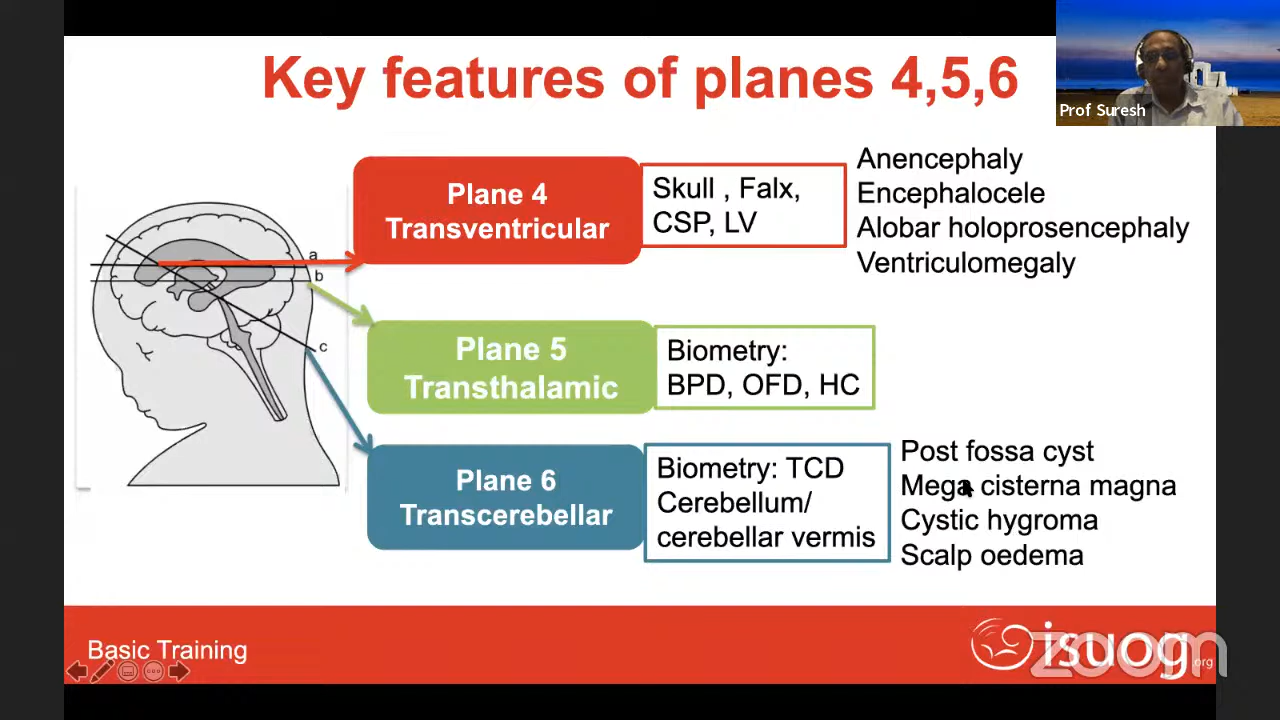 Key features of planes 4,5,6
Prof Suresh
Plane 4
Transventricular
Skull , Falx,
CSP, LV
Anencephaly
Encephalocele
Alobar holoprosencephaly
Ventriculomegaly
a
b
c
Plane 5
Transthalamic
Biometry:
BPD, OFD, HC
Plane 6
Transcerebellar
Biometry: TCD
Cerebellum/
cerebellar vermis
Post fossa cyst
Mega cisterna magna
Cystic hygroma
Scalp oedema
Basic Training
isuog.org
zoom